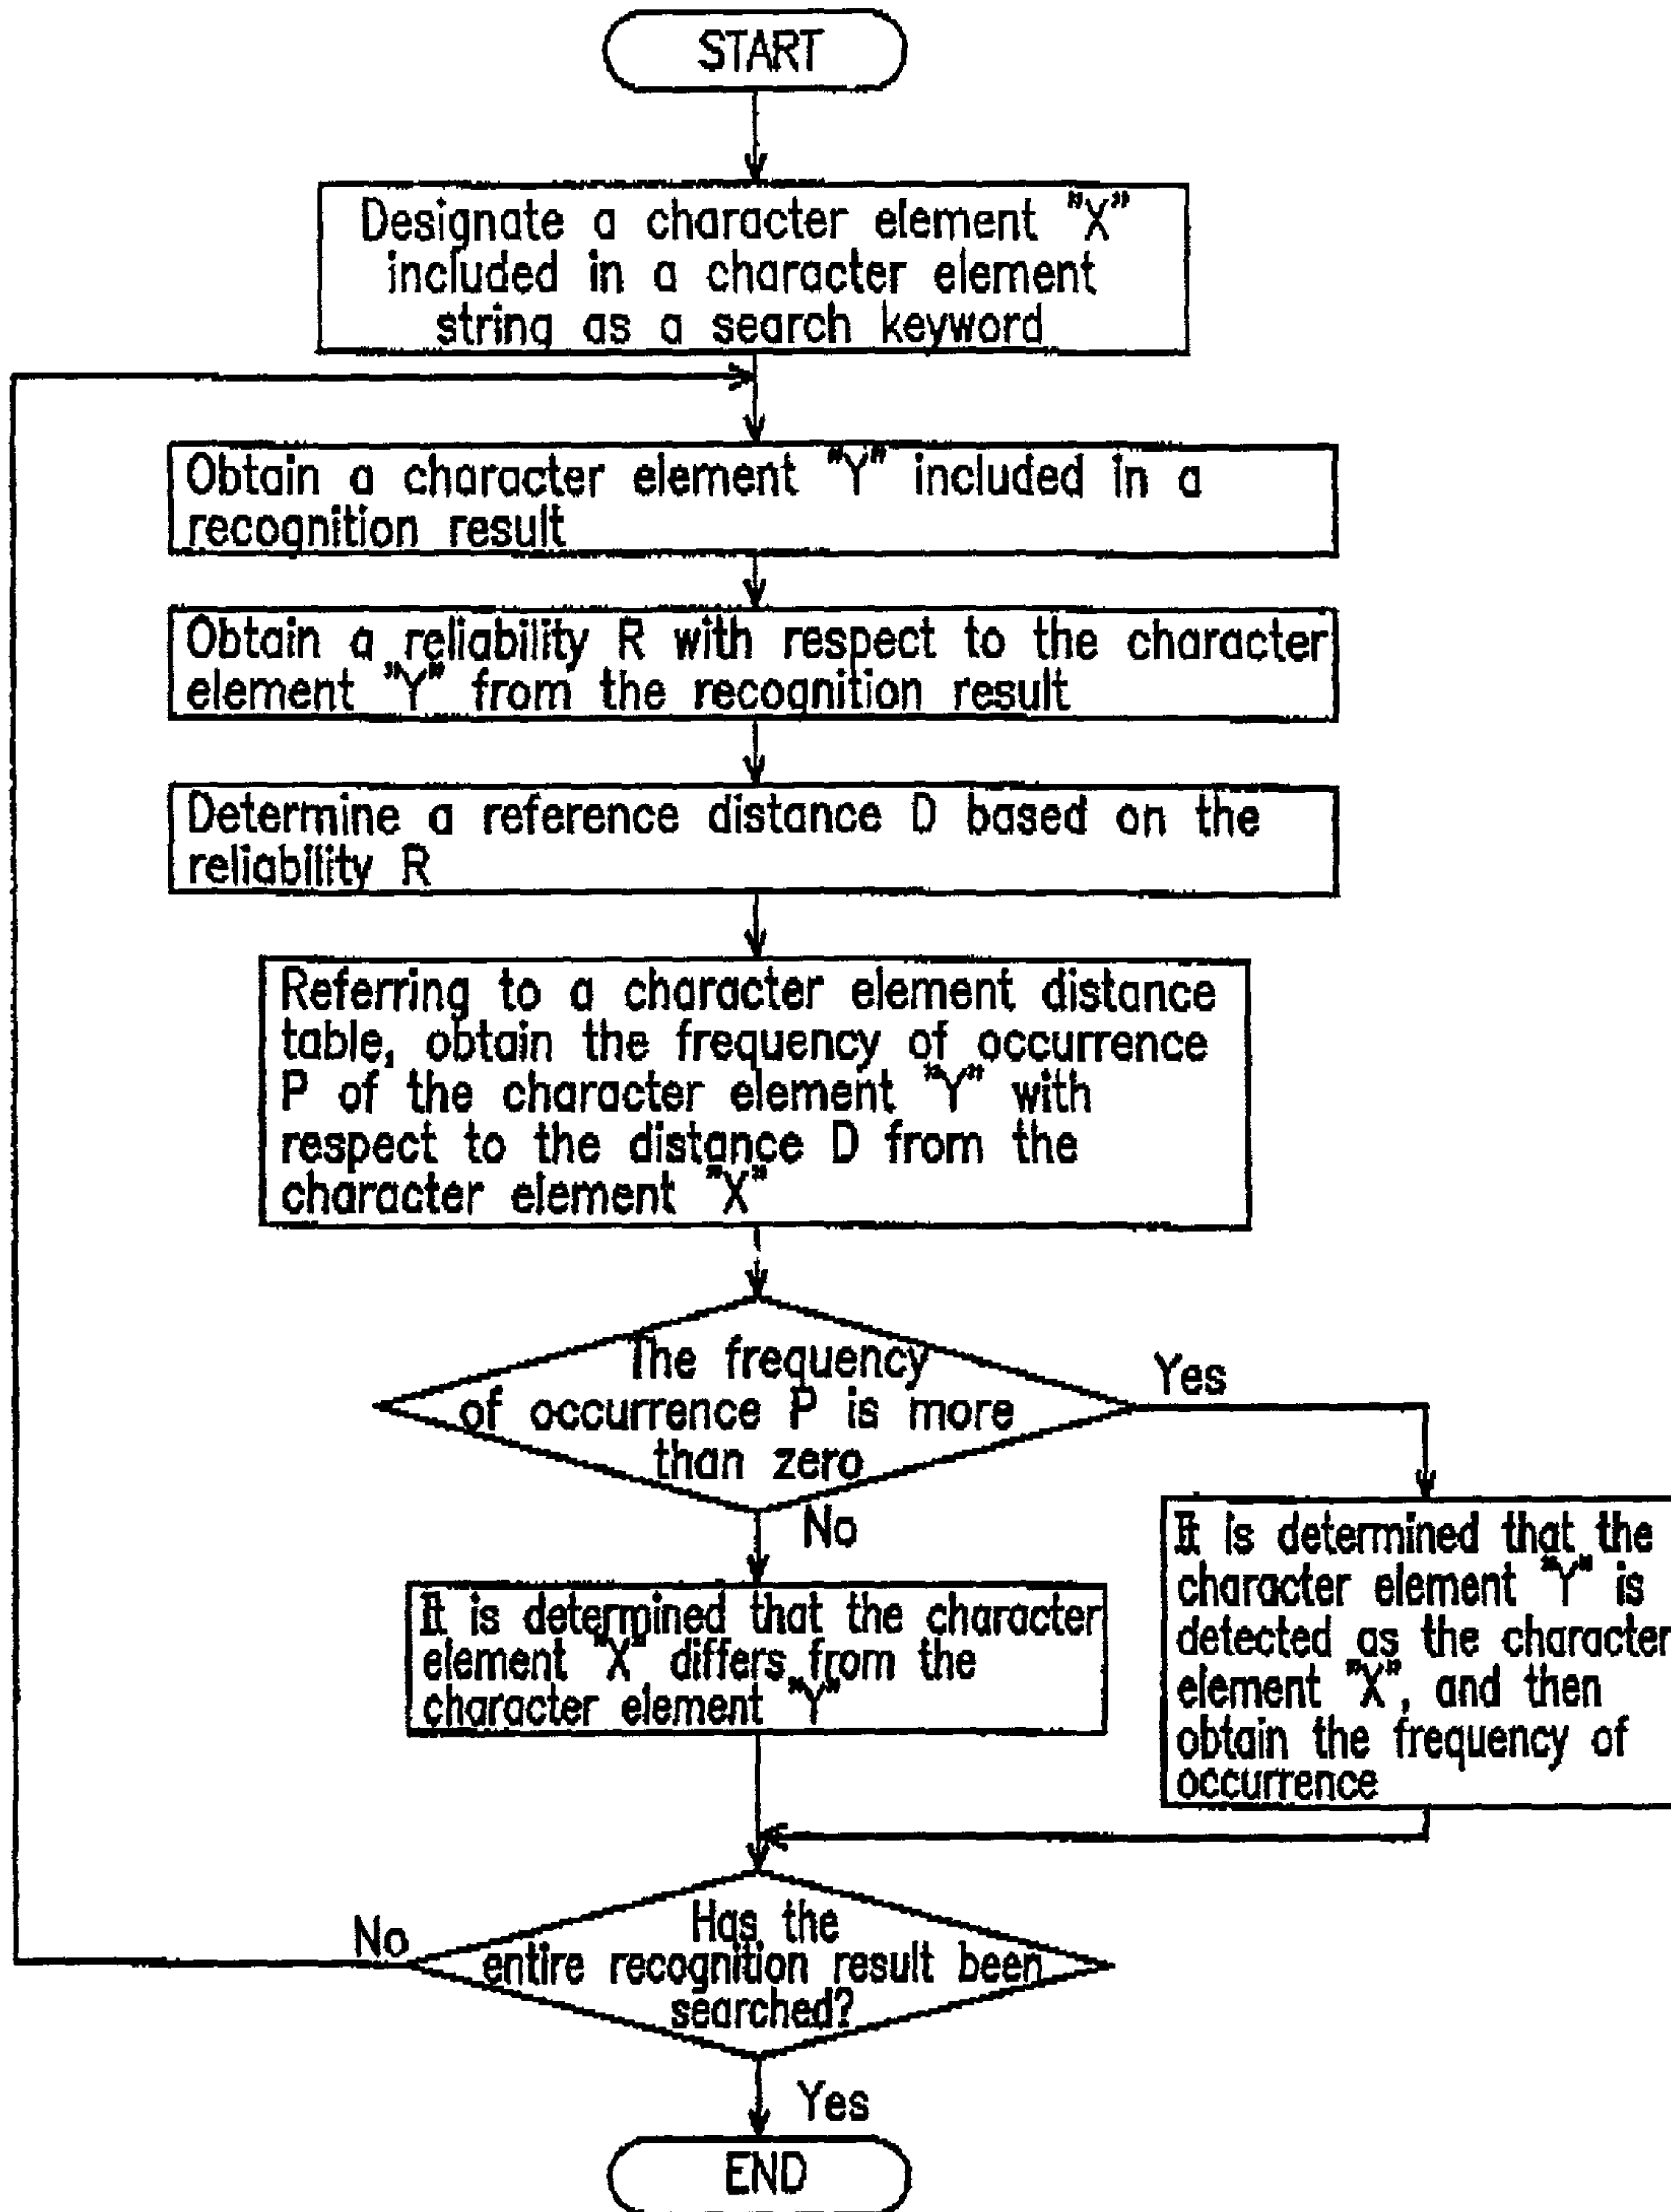 START
Designate a character element "X"
included in a character element
string as a search keyword
Obtain a character element "Y" included in a
recognition result
Obtain a reliability R with respect to the character
element "Y" from the recognition result
Determine a reference distance D based on the
reliability R
Referring to a character element distance
table, obtain the frequency of occurrence
P of the character element "Y" with
respect to the distance D from the
character element "X"
The frequency
of occurrence P is more
than zero
Yes
No
It is determined that the
character element "Y" is
detected as the character
element "X", and then
obtain the frequency of
occurrence
It is determined that the character
element "X" differs from the
character element "Y"
Has the
entire recognition result been
searched?
No
Yes
END